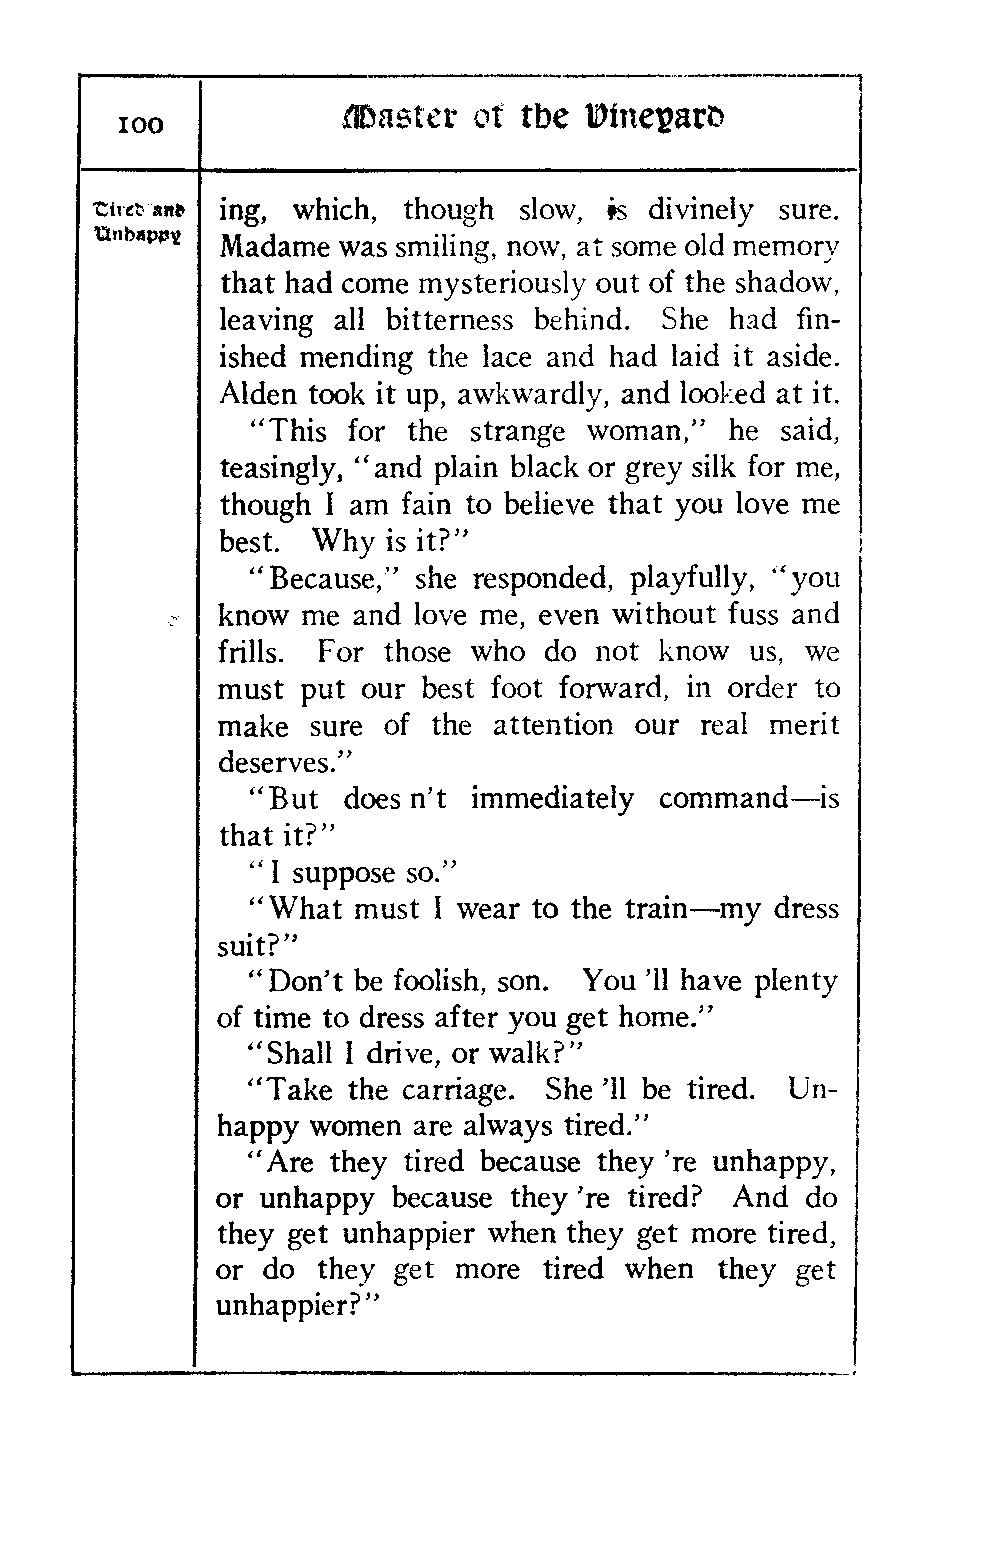 100
Master of the Vineyard
Tired and
Unhappy
ing, which, though slow, is divinely sure.
Madame was smiling, now, at some old memory
that had come mysteriously out of the shadow,
leaving all bitterness behind. She had fin-
ished mending the lace and had laid it aside.
Alden took it up, awkwardly, and looked at it.
"This for the strange woman," he said,
teasingly, "and plain black or grey silk for me,
though I am fain to believe that you love me
best. Why is it?"
"Because," she responded, playfully, "you
know me and love me, even without fuss and
frills. For those who do not know us, we
must put our best foot forward, in order to
make sure of the attention our real merit
deserves."
"But does n't immediately command—is
that it?"
"I suppose so."
"What must I wear to the train—my dress
suit?"
"Don't be foolish, son. You 'll have plenty
of time to dress after you get home."
"Shall I drive, or walk?"
"Take the carriage. She 'll be tired. Un-
happy women are always tired."
"Are they tired because they 're unhappy,
or unhappy because they 're tired? And do
they get unhappier when they get more tired,
or do they get more tired when they get
unhappier?"